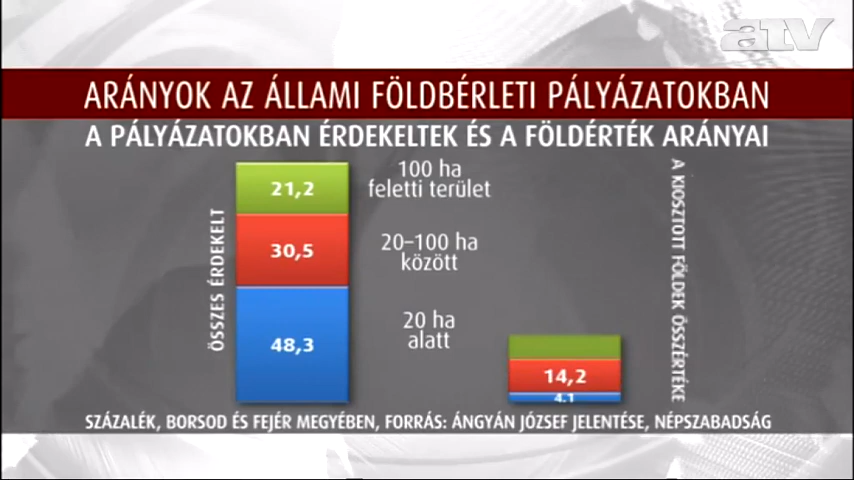 aTV
ARÁNYOK AZ ÁLLAMI FÖLDBÉRLETI PÁLYÁZATOKBAN
A PÁLYÁZATOKBAN ÉRDEKELTEK ÉS A FÖLDÉRTÉK ARÁNYAI
ÖSSZES ÉRDEKELT
21,2
100 ha
feletti terület
30,5
20–100 ha
között
48,3
20 ha
alatt
14,2
4,1
A KIOSZTOTT FÖLDEK ÖSSZÉRTÉKE
SZÁZALÉK, BORSOD ÉS FEJÉR MEGYÉBEN, FORRÁS: ÁNGYÁN JÓZSEF JELENTÉSE, NÉPSZABADSÁG